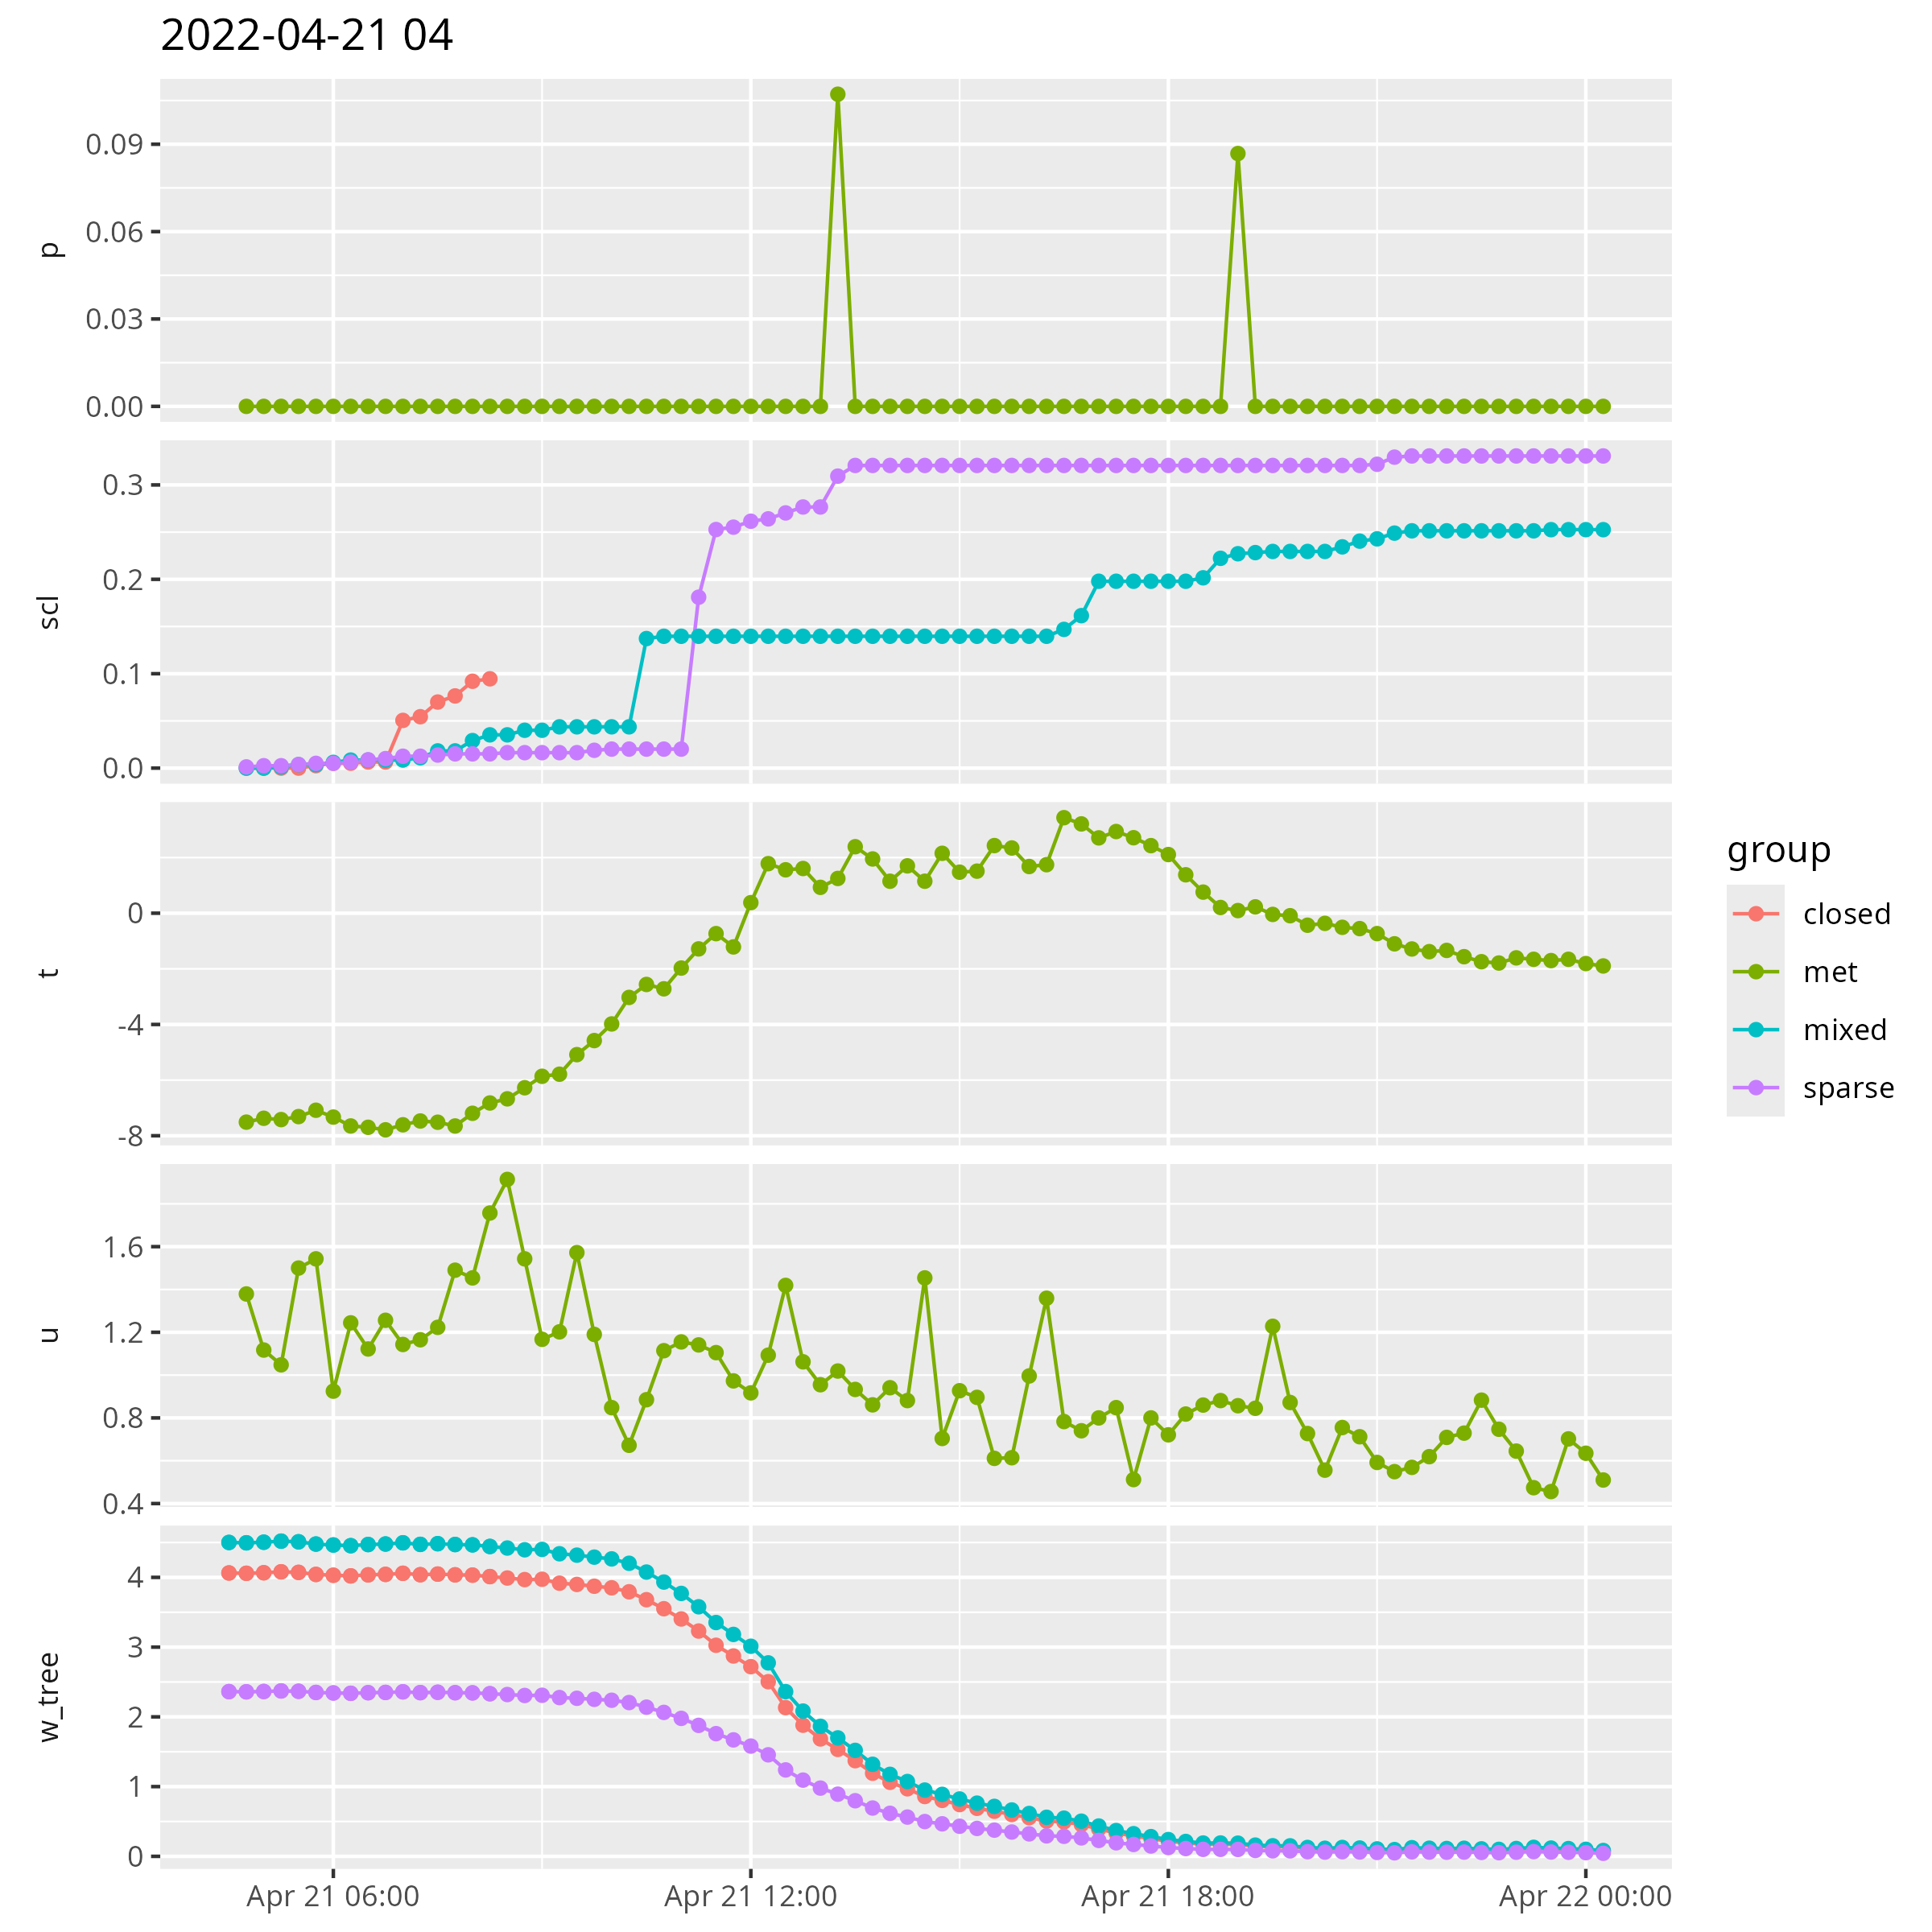 2022-04-21 04
p
0.09
0.06
0.03
0.00
scl
0.3
0.2
0.1
0.0
t
0
-4
-8
u
1.6
1.2
0.8
0.4
w_tree
4
3
2
1
0
Apr 21 06:00
Apr 21 12:00
Apr 21 18:00
Apr 22 00:00
group
closed
met
mixed
sparse